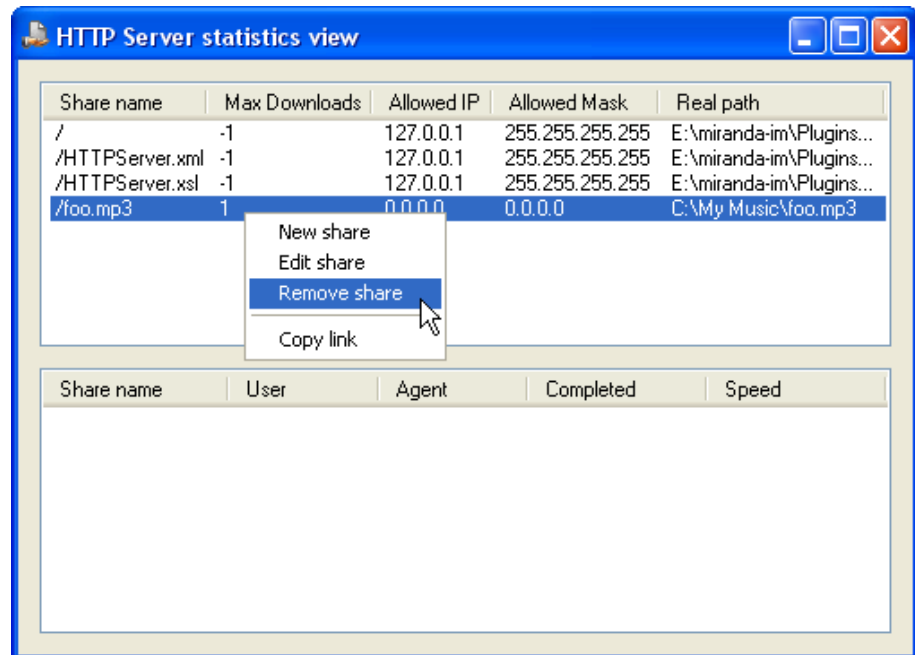 HTTP Server statistics view
Share name Max Downloads Allowed IP Allowed Mask Real path
/ -1 127.0.0.1 255.255.255.255 E:\miranda-im\Plugins...
/HTTPServer.xml -1 127.0.0.1 255.255.255.255 E:\miranda-im\Plugins...
/HTTPServer.xsl -1 127.0.0.1 255.255.255.255 E:\miranda-im\Plugins...
/foo.mp3 1 0.0.0.0 0.0.0.0 C:\My Music\foo.mp3
New share
Edit share
Remove share
Copy link
Share name User Agent Completed Speed